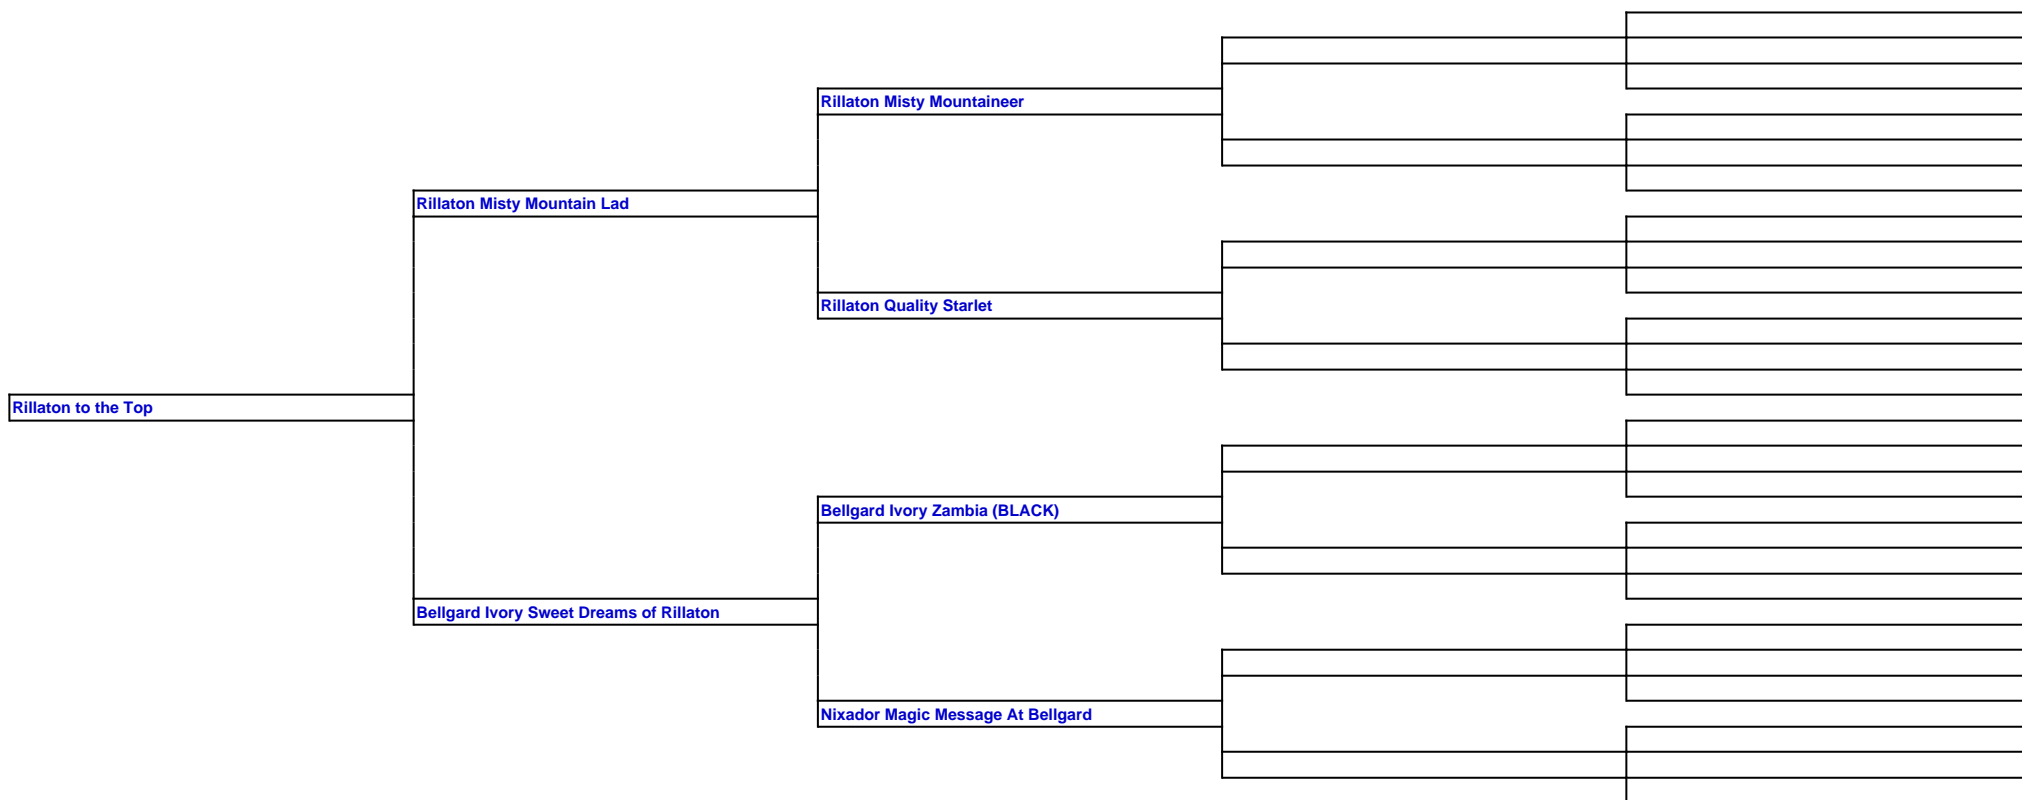 Rillaton Misty Mountaineer
Rillaton Misty Mountain Lad
Rillaton Quality Starlet
Rillaton to the Top
Bellgard Ivory Zambia (BLACK)
Bellgard Ivory Sweet Dreams of Rillaton
Nixador Magic Message At Bellgard